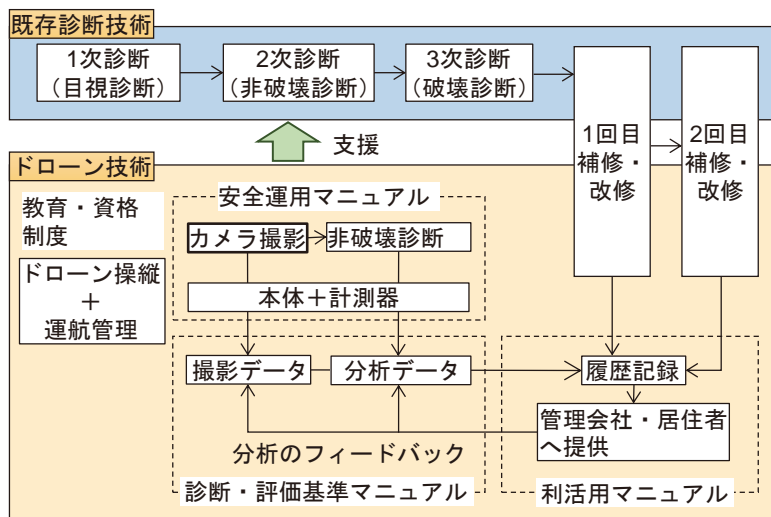 既存診断技術
1次診断
（目視診断）
2次診断
（非破壊診断）
3次診断
（破壊診断）
1回目
補修・
改修
2回目
補修・
改修
支援
ドローン技術
教育・資格
制度
ドローン操縦
＋
運航管理
安全運用マニュアル
カメラ撮影
非破壊診断
本体＋計測器
撮影データ
分析データ
履歴記録
管理会社・居住者
へ提供
分析のフィードバック
診断・評価基準マニュアル
利活用マニュアル